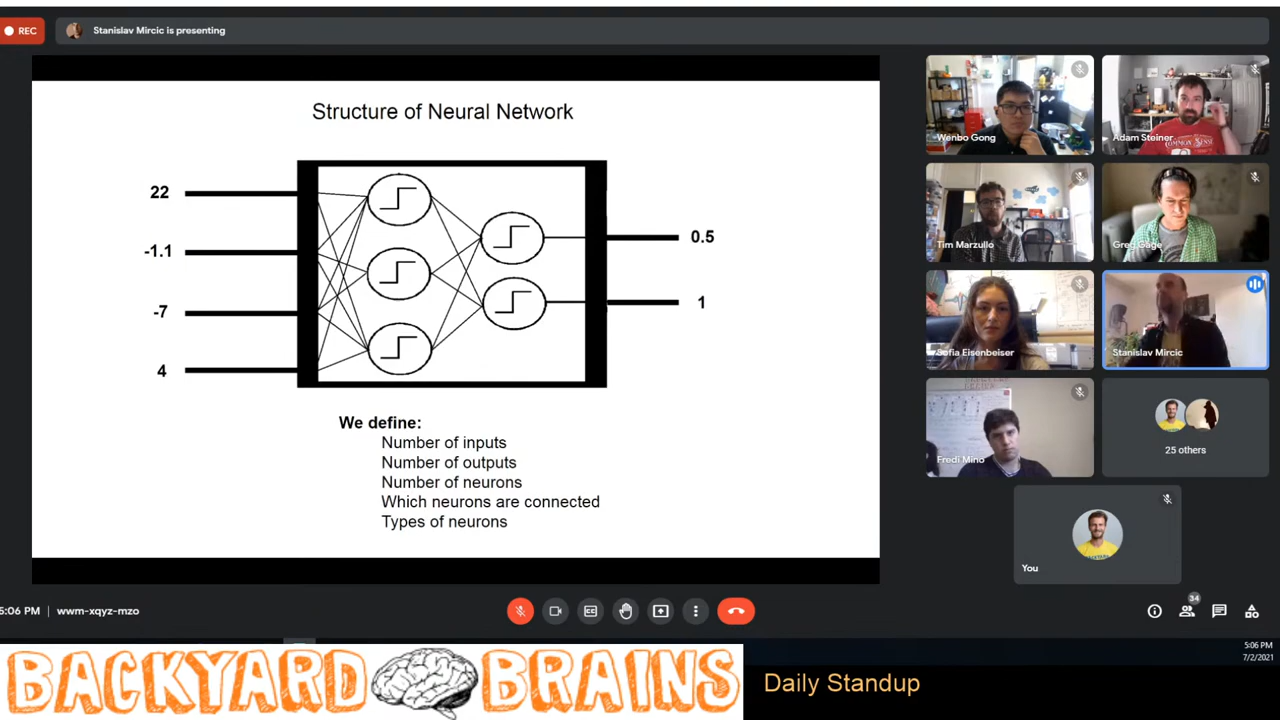 REC
Stanislav Mircic is presenting
Structure of Neural Network
22
-1.1
-7
4
0.5
1
We define:
Number of inputs
Number of outputs
Number of neurons
Which neurons are connected
Types of neurons
Wenbo Gong
Adam Steiner
COMMON SENSE
Tim Marzullo
Greg Gage
Sofia Eisenbeiser
Stanislav Mircic
Fredi Mino
25 others
You
5:06 PM | wwm-xqyz-mzo
34
5:06 PM
7/2/2021
BACKYARD BRAINS
Daily Standup